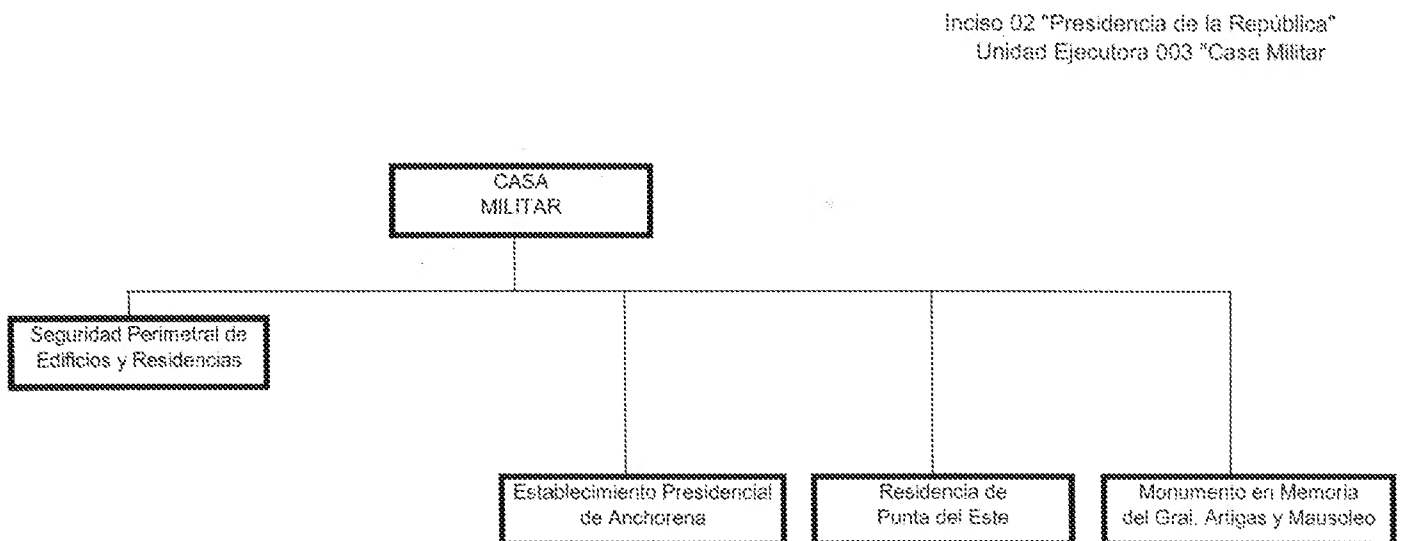 Inciso 02 "Presidencia de la República"
Unidad Ejecutora 003 "Casa Militar
CASA
MILITAR
Seguridad Perimetral de
Edificios y Residencias
Establecimiento Presidencial
de Anchorena
Residencia de
Punta del Este
Monumento en Memoria
del Gral. Artigas y Mausoleo